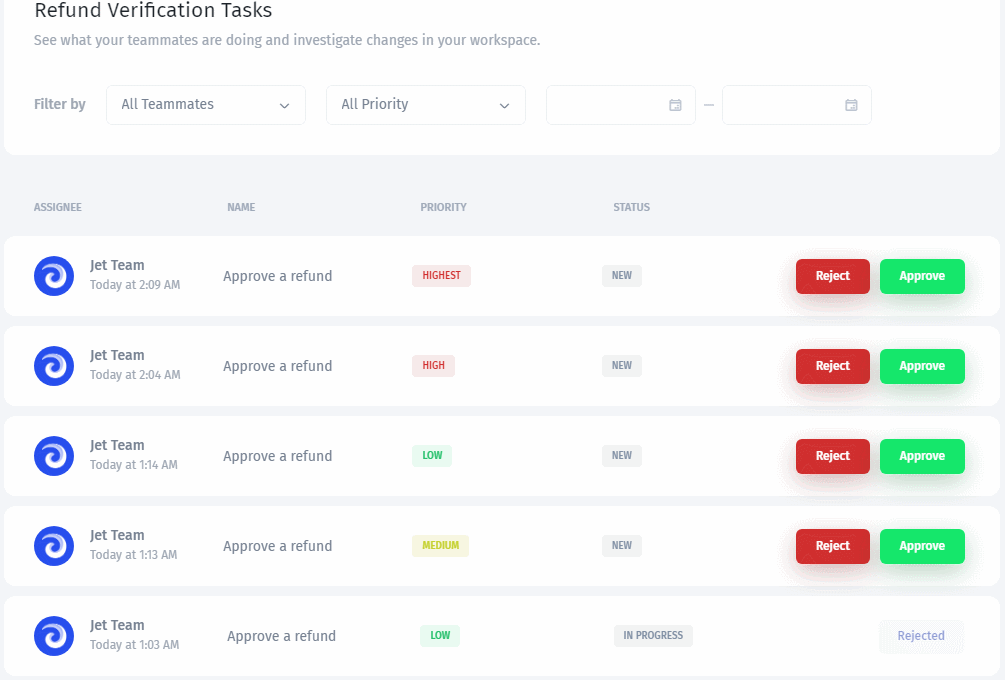 Refund Verification Tasks
See what your teammates are doing and investigate changes in your workspace.
Filter by All Teammates All Priority —
ASSIGNEE NAME PRIORITY STATUS
Jet Team
Today at 2:09 AM
Approve a refund HIGHEST NEW Reject Approve
Jet Team
Today at 2:04 AM
Approve a refund HIGH NEW Reject Approve
Jet Team
Today at 1:14 AM
Approve a refund LOW NEW Reject Approve
Jet Team
Today at 1:13 AM
Approve a refund MEDIUM NEW Reject Approve
Jet Team
Today at 1:03 AM
Approve a refund LOW IN PROGRESS Rejected